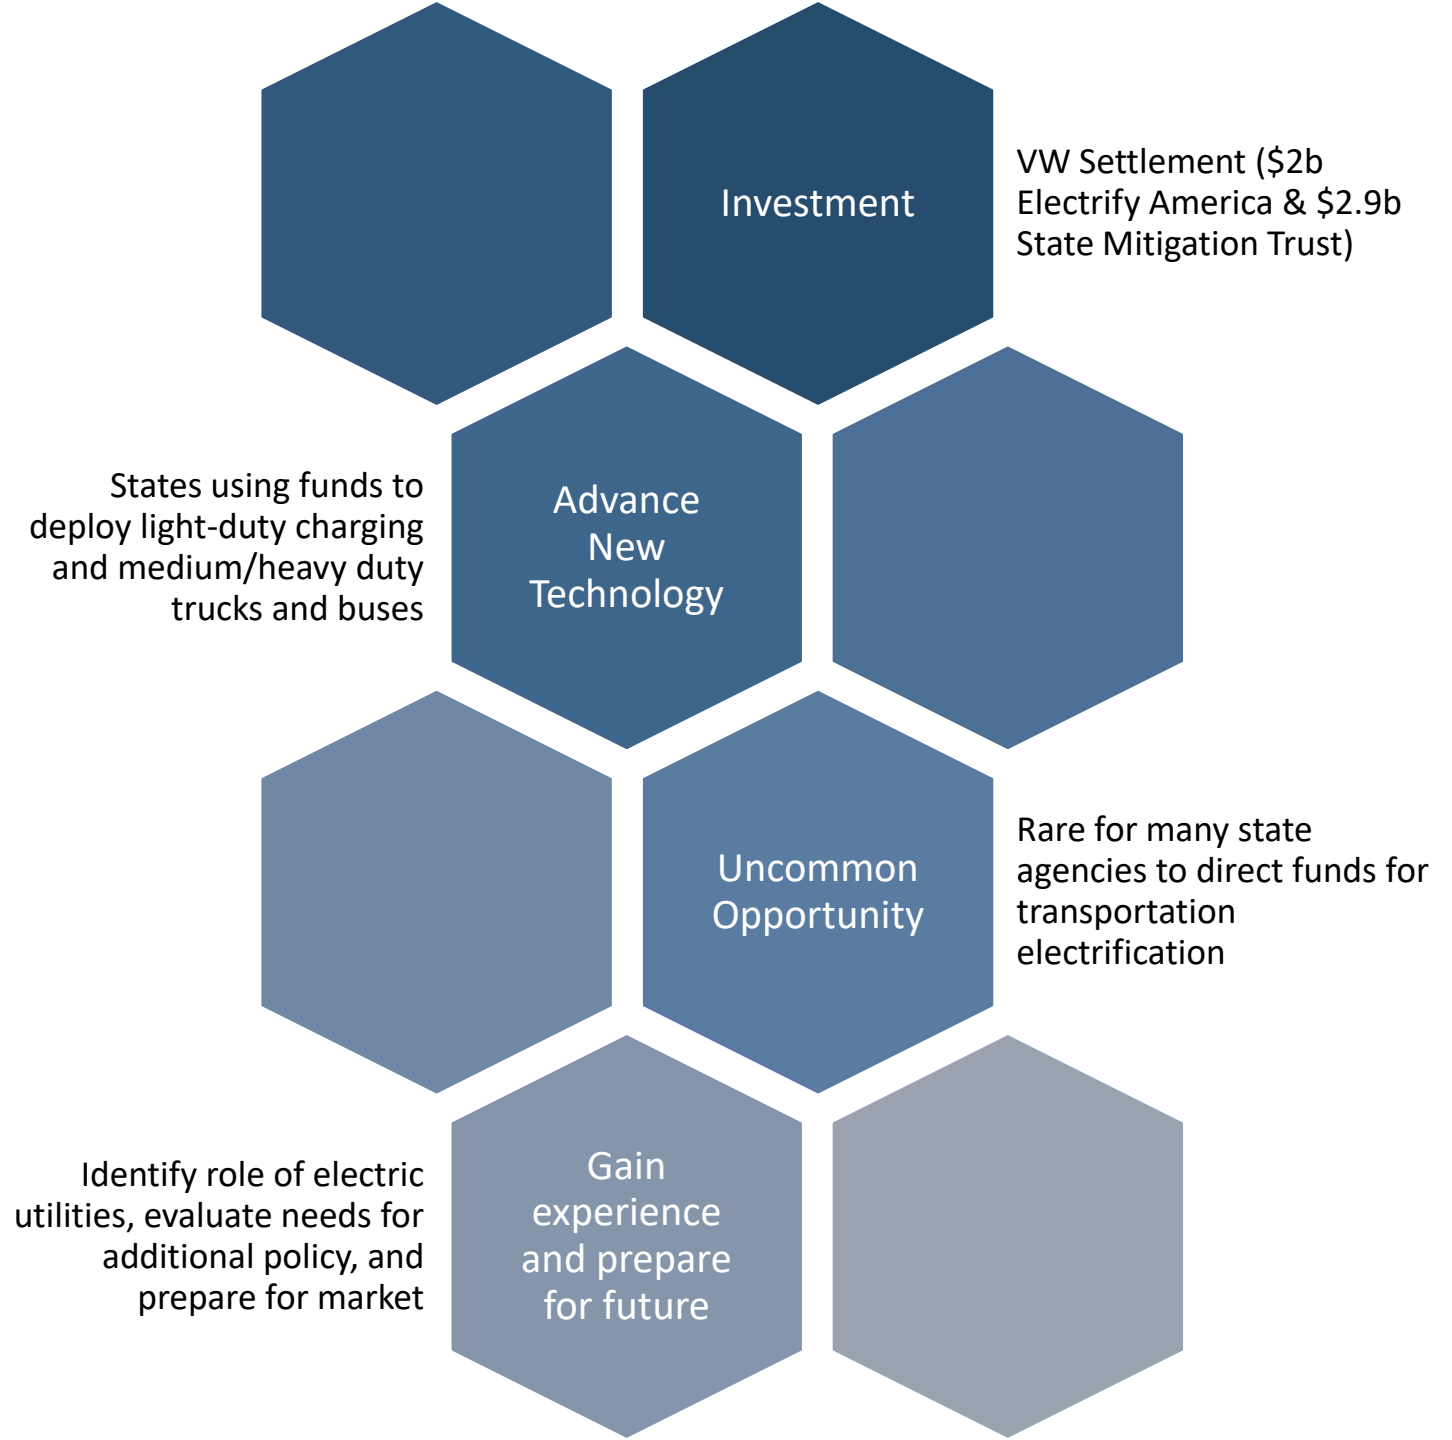 Investment
VW Settlement ($2b
Electrify America & $2.9b
State Mitigation Trust)
States using funds to
deploy light-duty charging
and medium/heavy duty
trucks and buses
Advance
New
Technology
Uncommon
Opportunity
Rare for many state
agencies to direct funds for
transportation
electrification
Identify role of electric
utilities, evaluate needs for
additional policy, and
prepare for market
Gain
experience
and prepare
for future